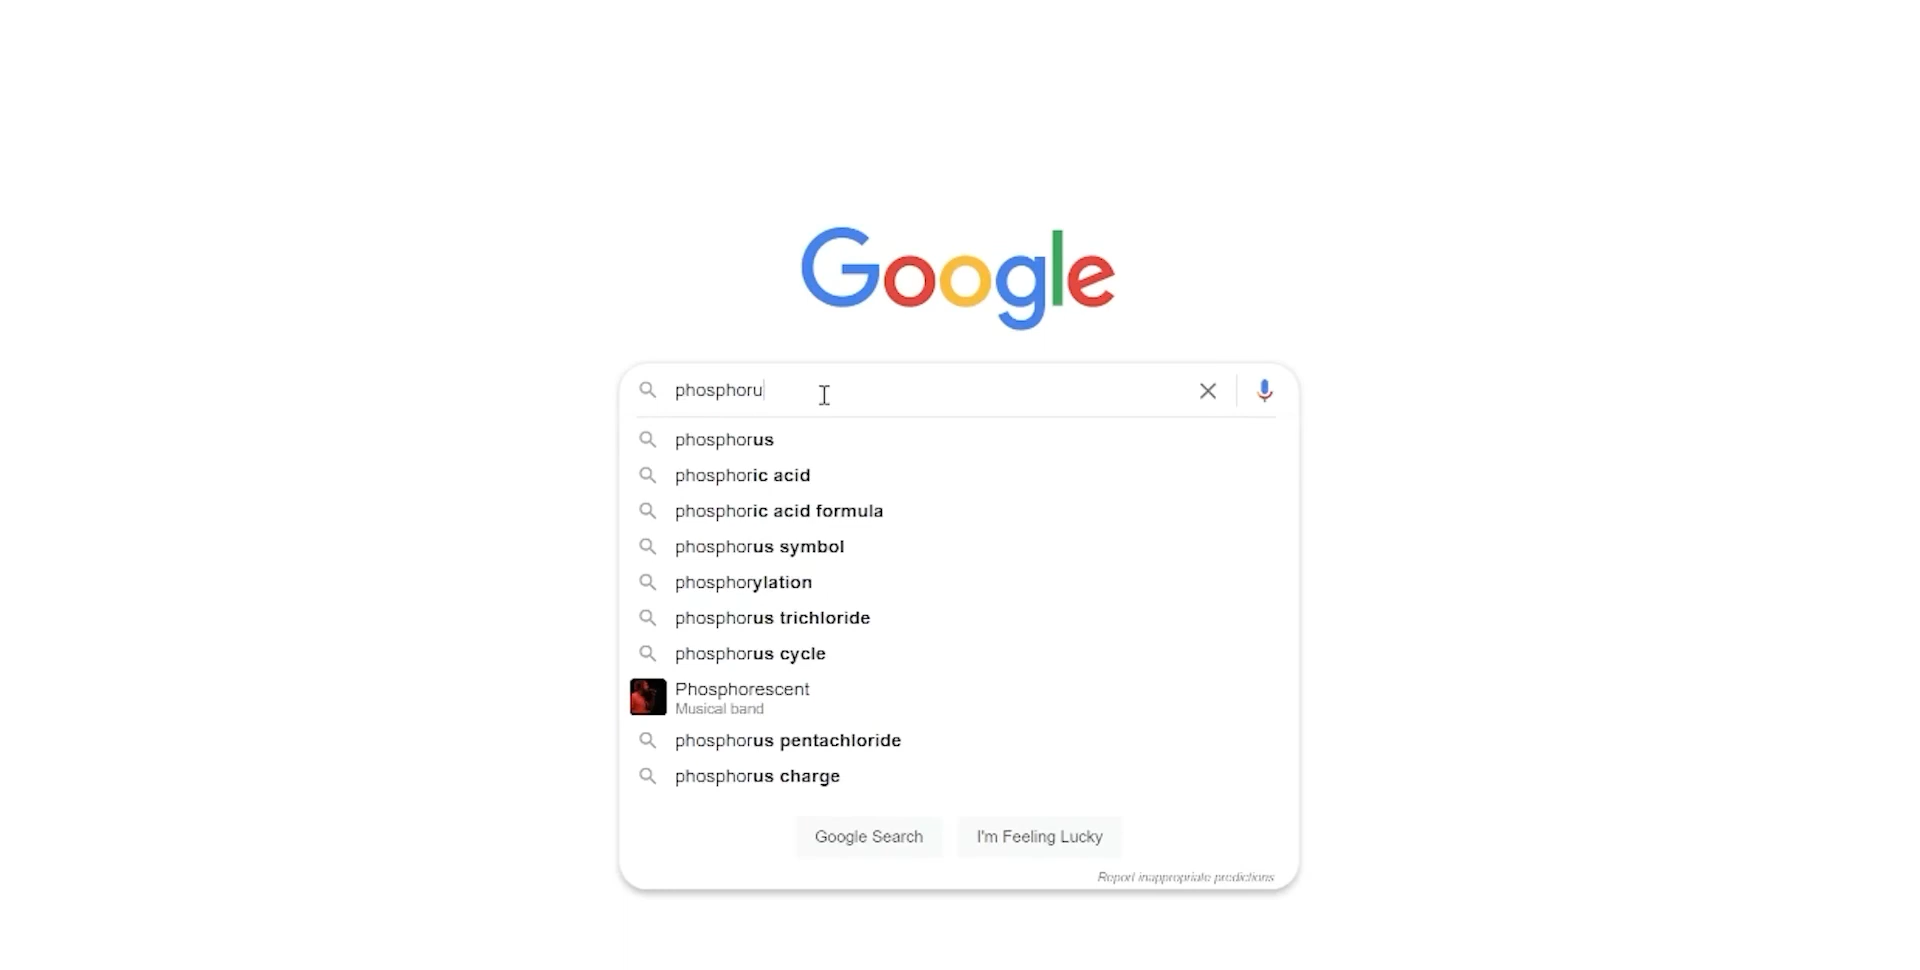 Google
phosphoru
phosphorus
phosphoric acid
phosphoric acid formula
phosphorus symbol
phosphorylation
phosphorus trichloride
phosphorus cycle
Phosphorescent
Musical band
phosphorus pentachloride
phosphorus charge
Google Search I'm Feeling Lucky
Report inappropriate predictions